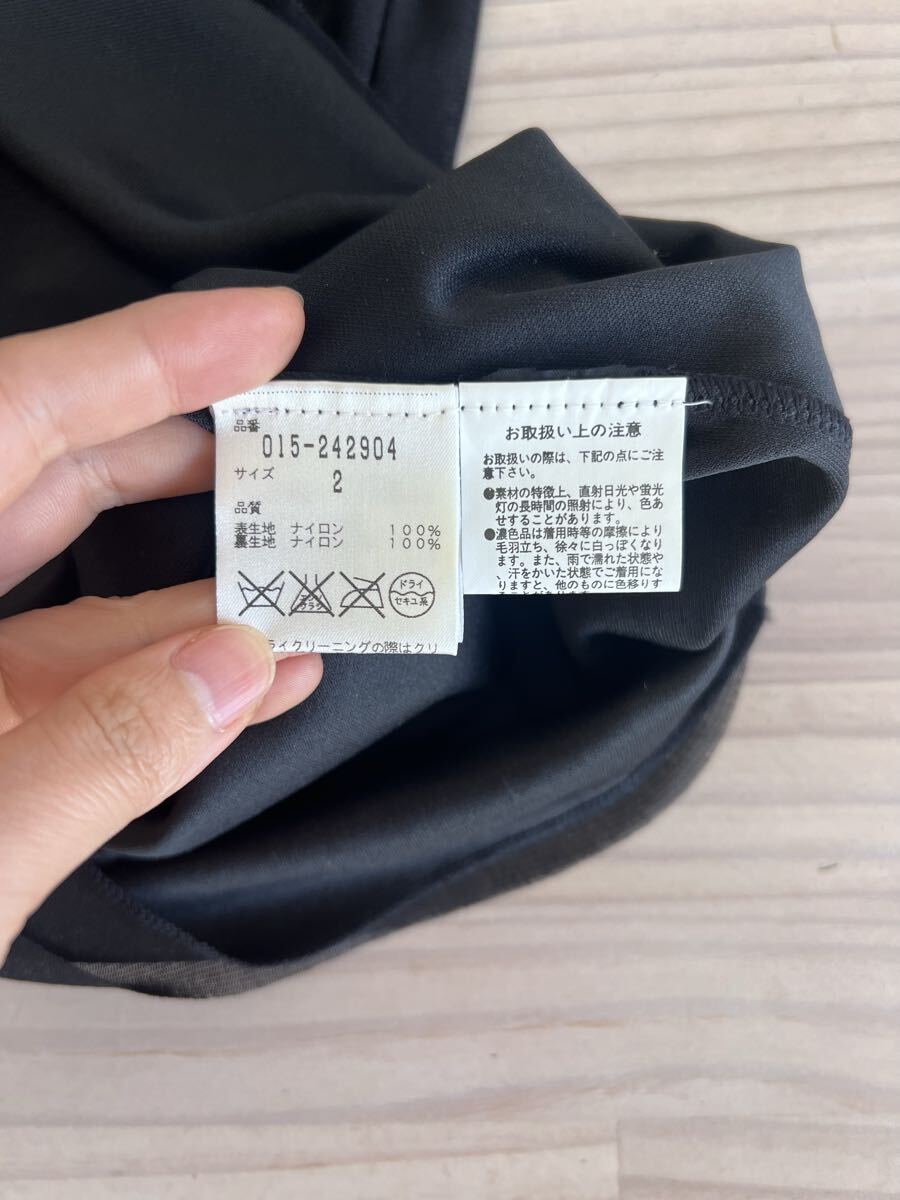 品番
015-242904
サイズ
2
品質
表生地 ナイロン 100%
裏生地 ナイロン 100%
ドライ
セキユ系
ライクリーニングの際はクリ
お取扱い上の注意
お取扱いの際は、下記の点にご注
意下さい。
●素材の特徴上、直射日光や蛍光
灯の長時間の照射により、色あ
せすることがあります。
●濃色品は着用時等の摩擦により
毛羽立ち、徐々に白っぽくなり
ます。また、雨で濡れた状態や
、汗をかいた状態でご着用にな
りますと、他のものに色移りす
ることがあります。